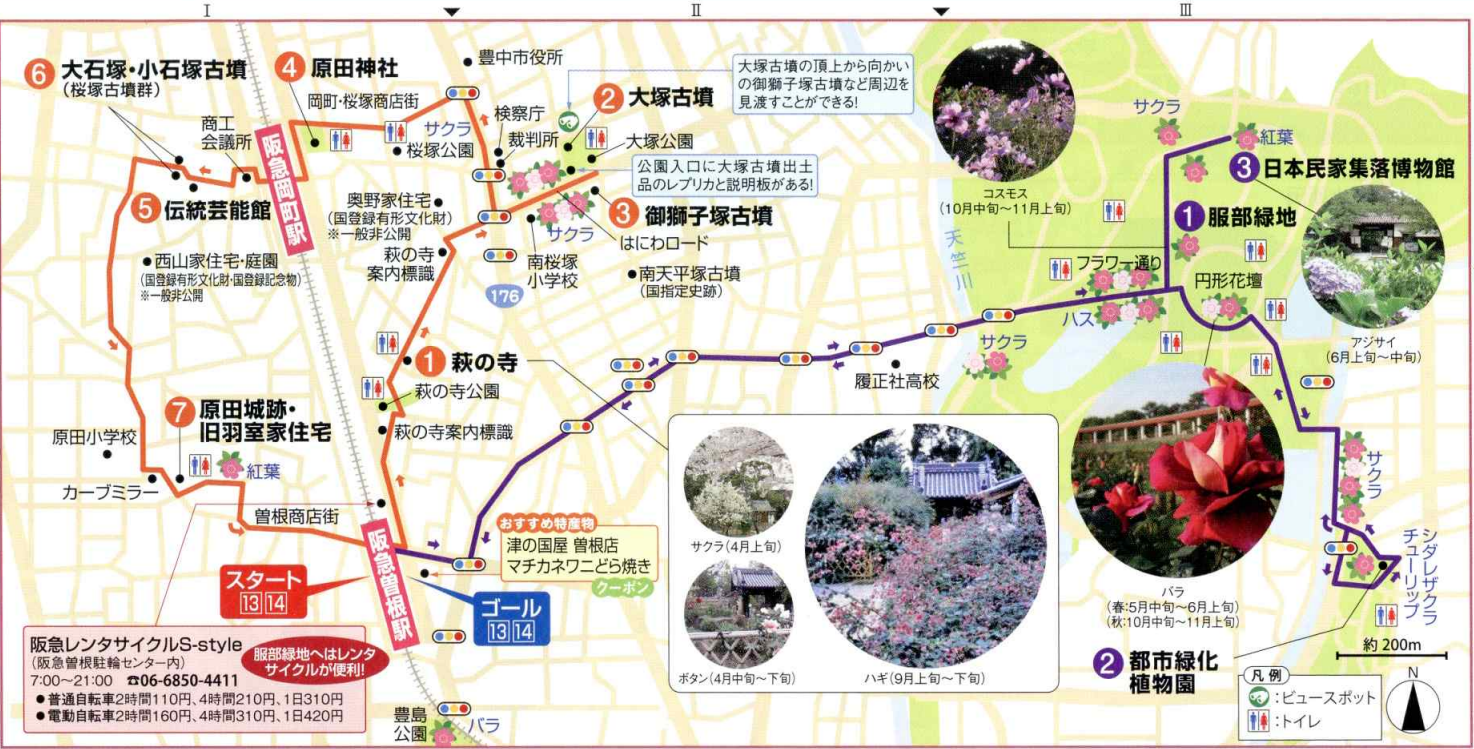 I
II
III
6 大石塚・小石塚古墳
(桜塚古墳群)
4 原田神社
岡町・桜塚商店街
豊中市役所
大塚古墳の頂上から向かい
の御獅子塚古墳など周辺を
見渡すことができる!
2 大塚古墳
検察庁
裁判所
大塚公園
サクラ
桜塚公園
商工
会議所
阪急岡町駅
公園入口に大塚古墳出土
品のレプリカと説明板がある!
5 伝統芸能館
奥野家住宅
(国登録有形文化財)
※一般非公開
3 御獅子塚古墳
はにわロード
サクラ
萩の寺
案内標識
南桜塚
小学校
南天平塚古墳
(国指定史跡)
西山家住宅・庭園
(国登録有形文化財・国登録記念物)
※一般非公開
176
1 萩の寺
萩の寺公園
萩の寺案内標識
7 原田城跡・
旧羽室家住宅
原田小学校
カーブミラー
紅葉
曽根商店街
阪急曽根駅
スタート
13 14
ゴール
13 14
おすすめ特産物
津の国屋 曽根店
マチカネワニどら焼き
クーポン
阪急レンタサイクルS-style
(阪急曽根駐輪センター内)
7:00～21:00 ☎06-6850-4411
●普通自転車2時間110円、4時間210円、1日310円
●電動自転車2時間160円、4時間310円、1日420円
服部緑地へはレンタ
サイクルが便利!
豊島
公園
バラ
サクラ(4月上旬)
ボタン(4月中旬～下旬)
ハギ(9月上旬～下旬)
履正社高校
サクラ
天竺川
コスモス
(10月中旬～11月上旬)
サクラ
紅葉
3 日本民家集落博物館
1 服部緑地
フラワー通り
ハス
円形花壇
アジサイ
(6月上旬～中旬)
バラ
(春:5月中旬～6月上旬)
(秋:10月中旬～11月上旬)
サクラ
シダレザクラ
チューリップ
2 都市緑化
植物園
約 200m
凡例
:ビュースポット
:トイレ
N